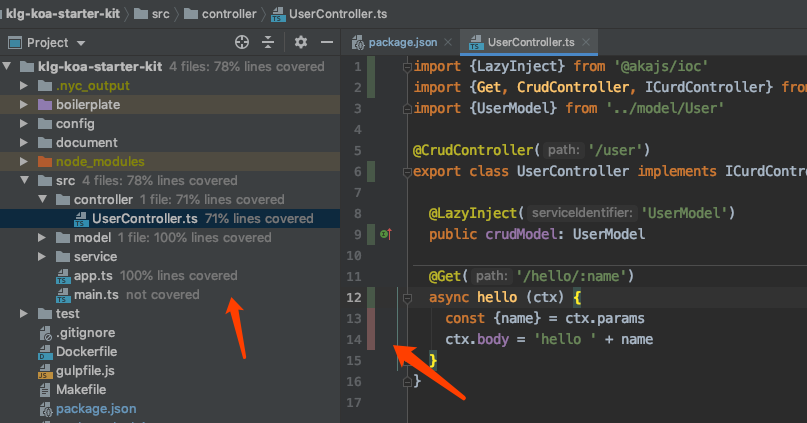 klg-koa-starter-kit src controller UserController.ts
Project
package.json
UserController.ts
klg-koa-starter-kit 4 files: 78% lines covered
.nyc_output
boilerplate
config
document
node_modules
src 4 files: 78% lines covered
controller 1 file: 71% lines covered
UserController.ts 71% lines covered
model 1 file: 100% lines covered
service
app.ts 100% lines covered
main.ts not covered
test
.gitignore
Dockerfile
gulpfile.js
Makefile
package.json
1 import {LazyInject} from '@akajs/ioc'
2 import {Get, CrudController, ICurdController} from
3 import {UserModel} from '../model/User'
4
5 @CrudController( path: '/user')
6 export class UserController implements ICurdContro
7
8 @LazyInject( serviceIdentifier: 'UserModel')
9 public crudModel: UserModel
10
11 @Get( path: '/hello/:name')
12 async hello (ctx) {
13 const {name} = ctx.params
14 ctx.body = 'hello ' + name
15 }
16 }
17